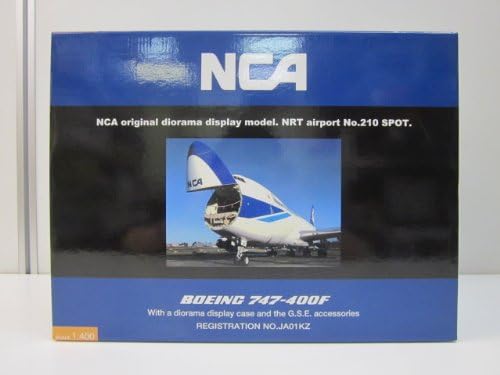 NCA
NCA original diorama display model. NRT airport No.210 SPOT.
NCA
BOEING 747-400F
With a diorama display case and the G.S.E. accessories
REGISTRATION NO.JA01KZ
scale 1:400